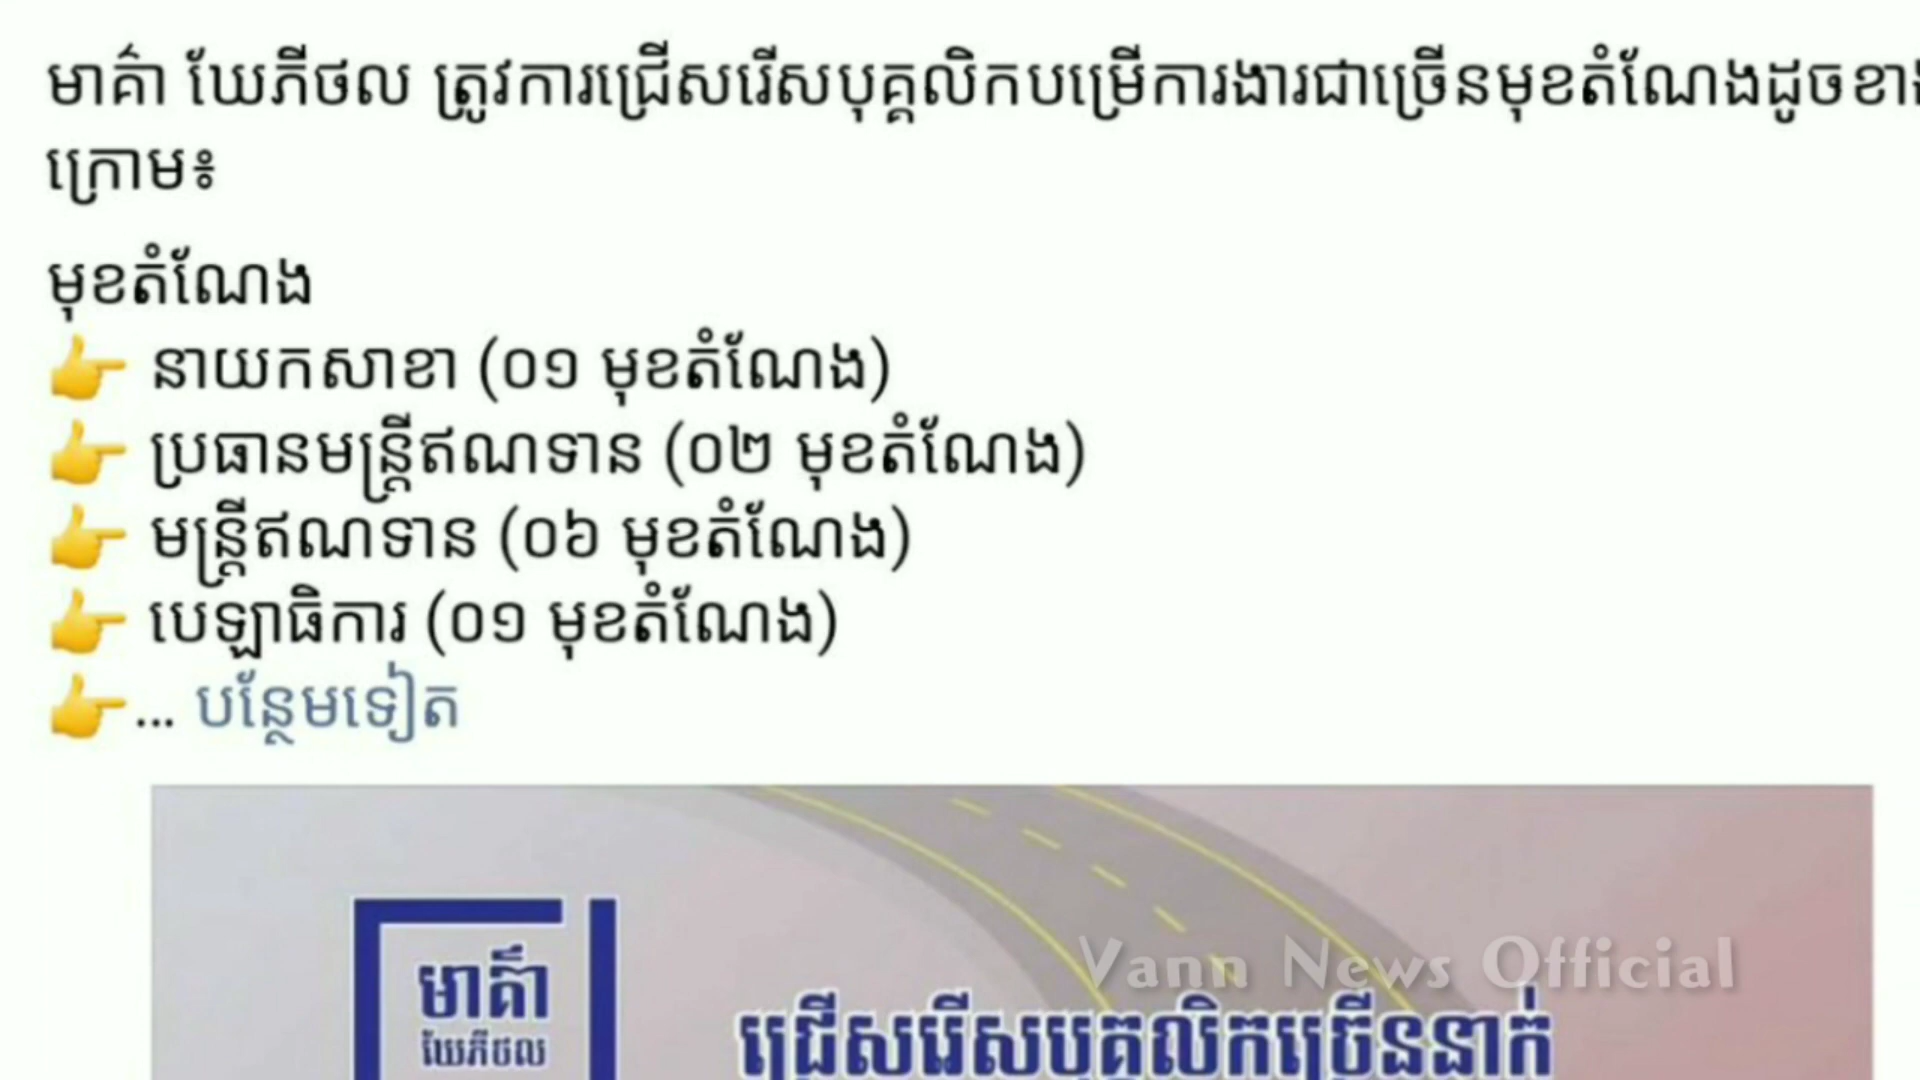 មាគ៌ា ឃែភីថល ត្រូវការជ្រើសរើសបុគ្គលិកបម្រើការងារជាច្រើនមុខតំណែងដូចខាង
ក្រោម៖
មុខតំណែង
👉 នាយកសាខា (០១ មុខតំណែង)
👉 ប្រធានមន្ត្រីឥណទាន (០២ មុខតំណែង)
👉 មន្ត្រីឥណទាន (០៦ មុខតំណែង)
👉 បេឡាធិការ (០១ មុខតំណែង)
👉... បន្ថែមទៀត
Vann News Official
មាគ៌ា
ឃែភីថល
ជ្រើសរើសបុគ្គលិកច្រើននាក់